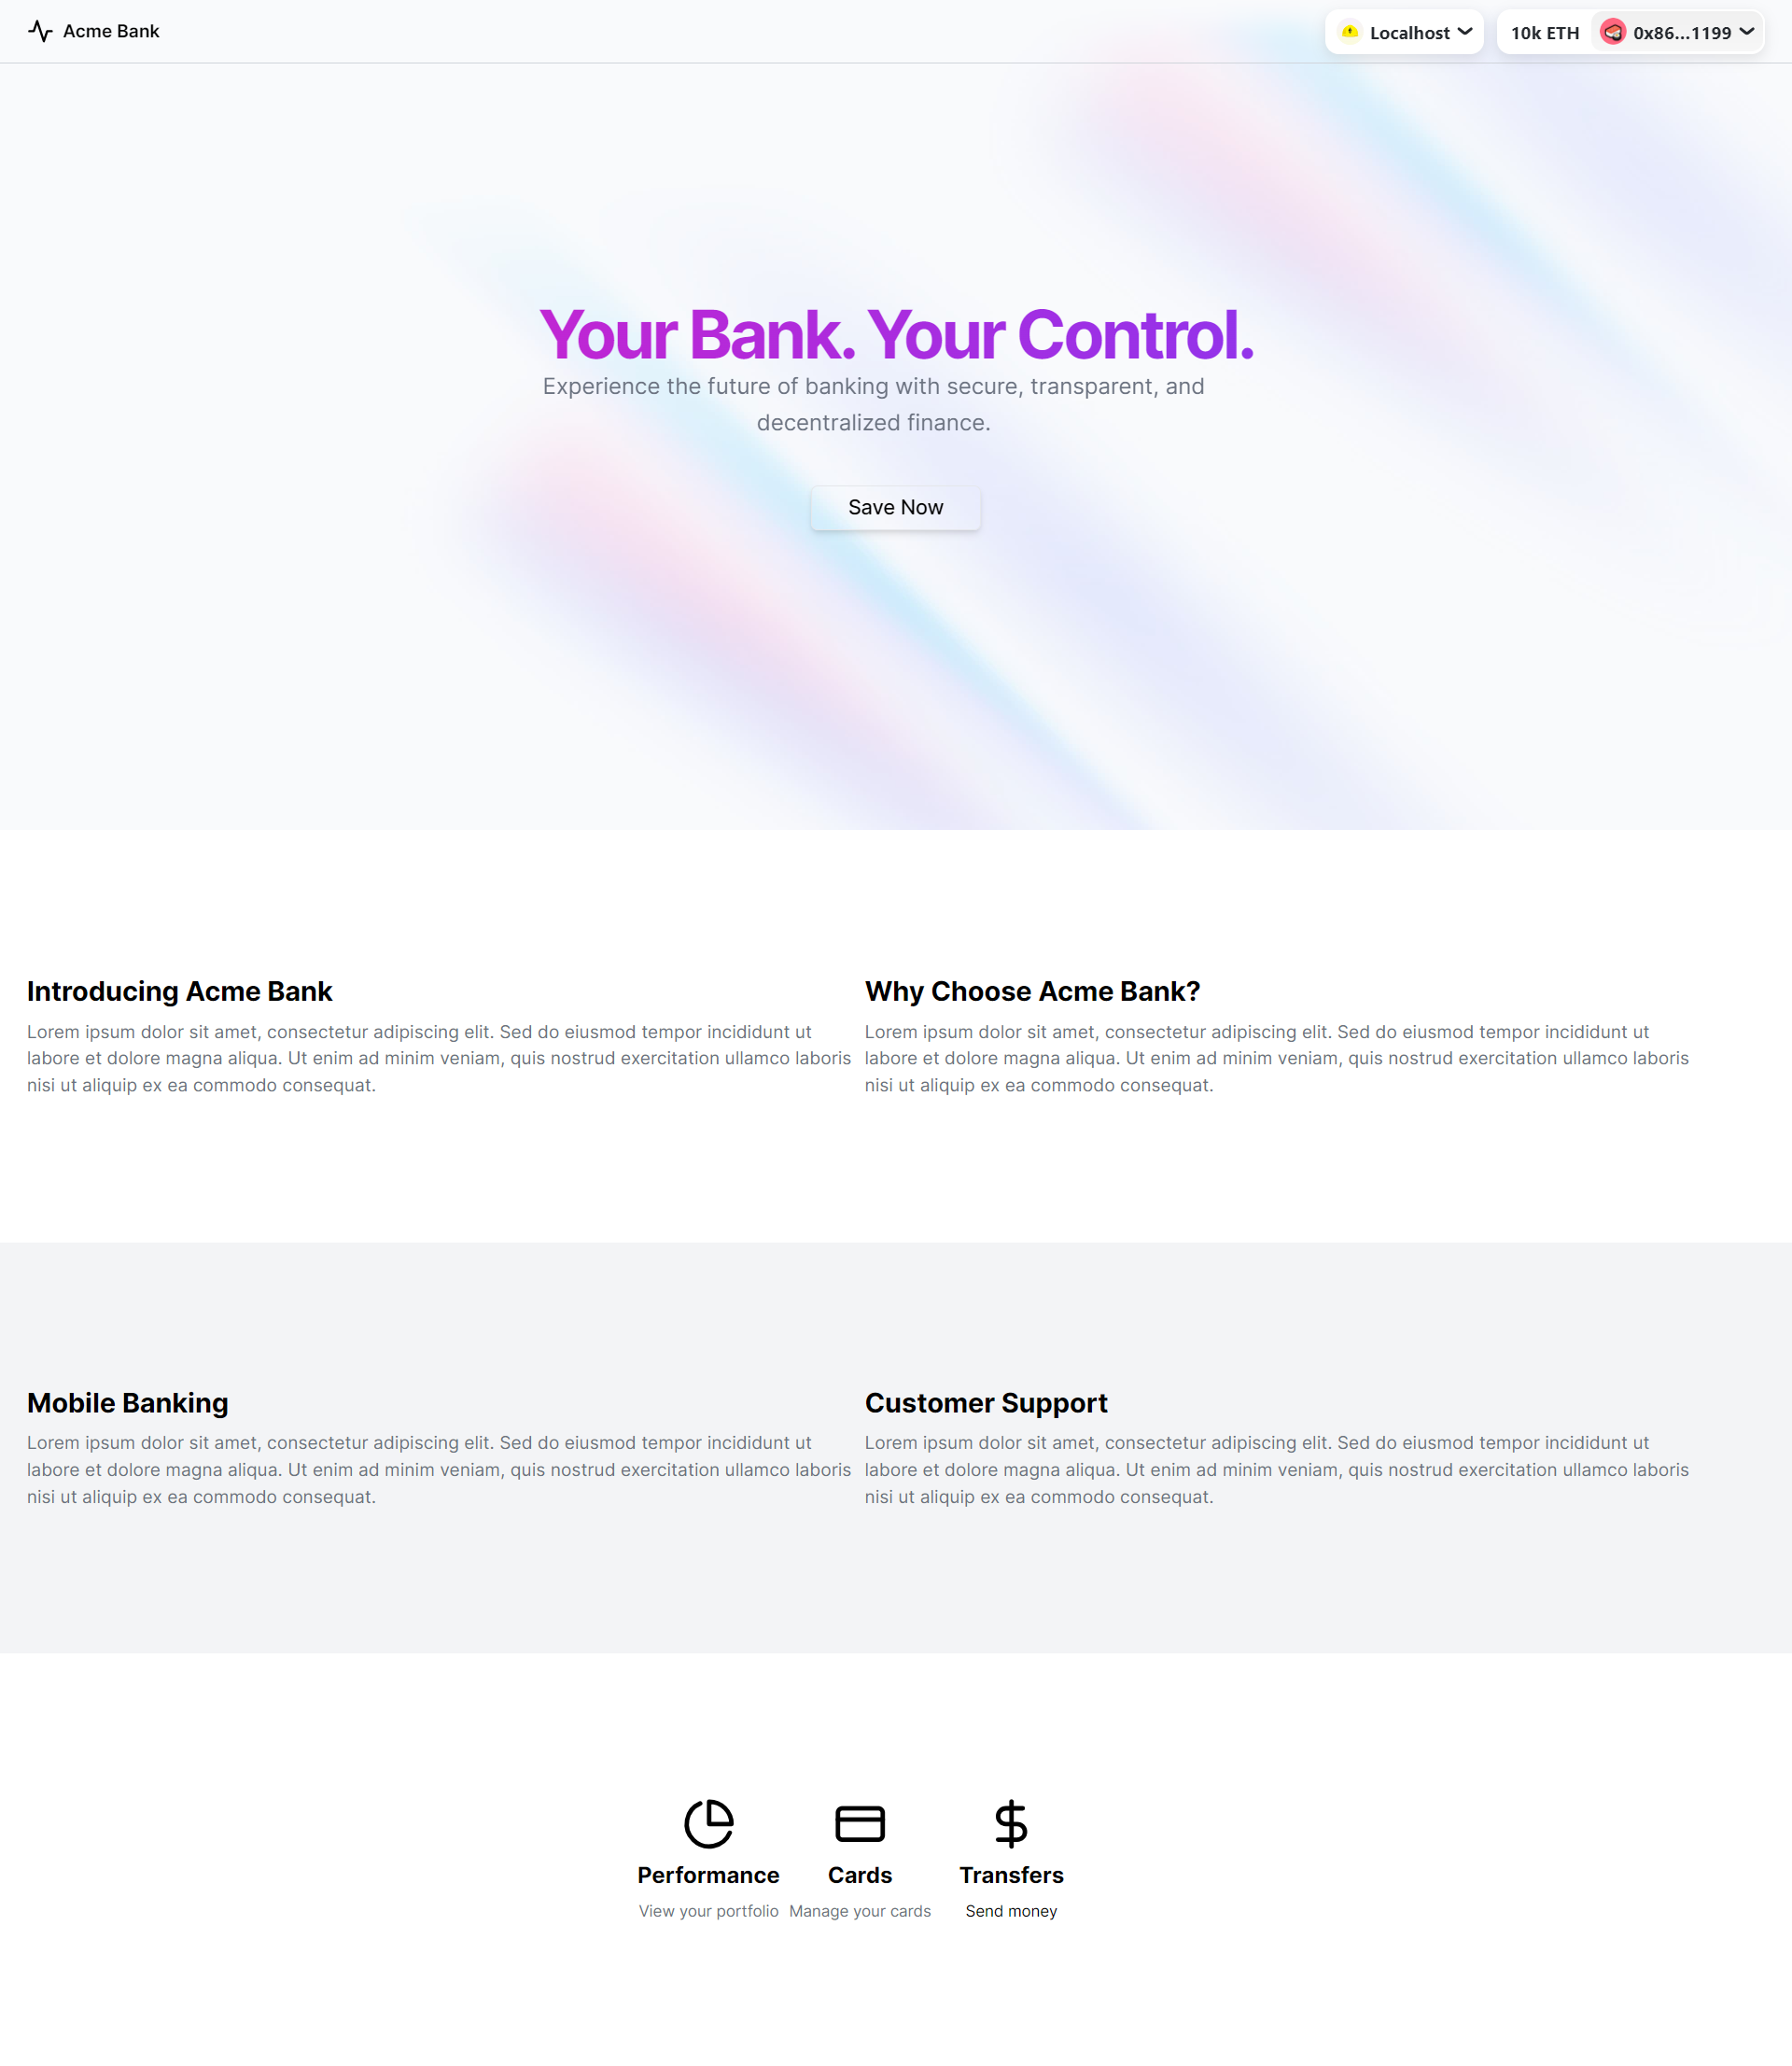 Acme Bank
Localhost
10k ETH
0x86...1199
Your Bank. Your Control.
Experience the future of banking with secure, transparent, and
decentralized finance.
Save Now
Introducing Acme Bank
Lorem ipsum dolor sit amet, consectetur adipiscing elit. Sed do eiusmod tempor incididunt ut
labore et dolore magna aliqua. Ut enim ad minim veniam, quis nostrud exercitation ullamco laboris
nisi ut aliquip ex ea commodo consequat.
Why Choose Acme Bank?
Lorem ipsum dolor sit amet, consectetur adipiscing elit. Sed do eiusmod tempor incididunt ut
labore et dolore magna aliqua. Ut enim ad minim veniam, quis nostrud exercitation ullamco laboris
nisi ut aliquip ex ea commodo consequat.
Mobile Banking
Lorem ipsum dolor sit amet, consectetur adipiscing elit. Sed do eiusmod tempor incididunt ut
labore et dolore magna aliqua. Ut enim ad minim veniam, quis nostrud exercitation ullamco laboris
nisi ut aliquip ex ea commodo consequat.
Customer Support
Lorem ipsum dolor sit amet, consectetur adipiscing elit. Sed do eiusmod tempor incididunt ut
labore et dolore magna aliqua. Ut enim ad minim veniam, quis nostrud exercitation ullamco laboris
nisi ut aliquip ex ea commodo consequat.
Performance
View your portfolio
Cards
Manage your cards
Transfers
Send money